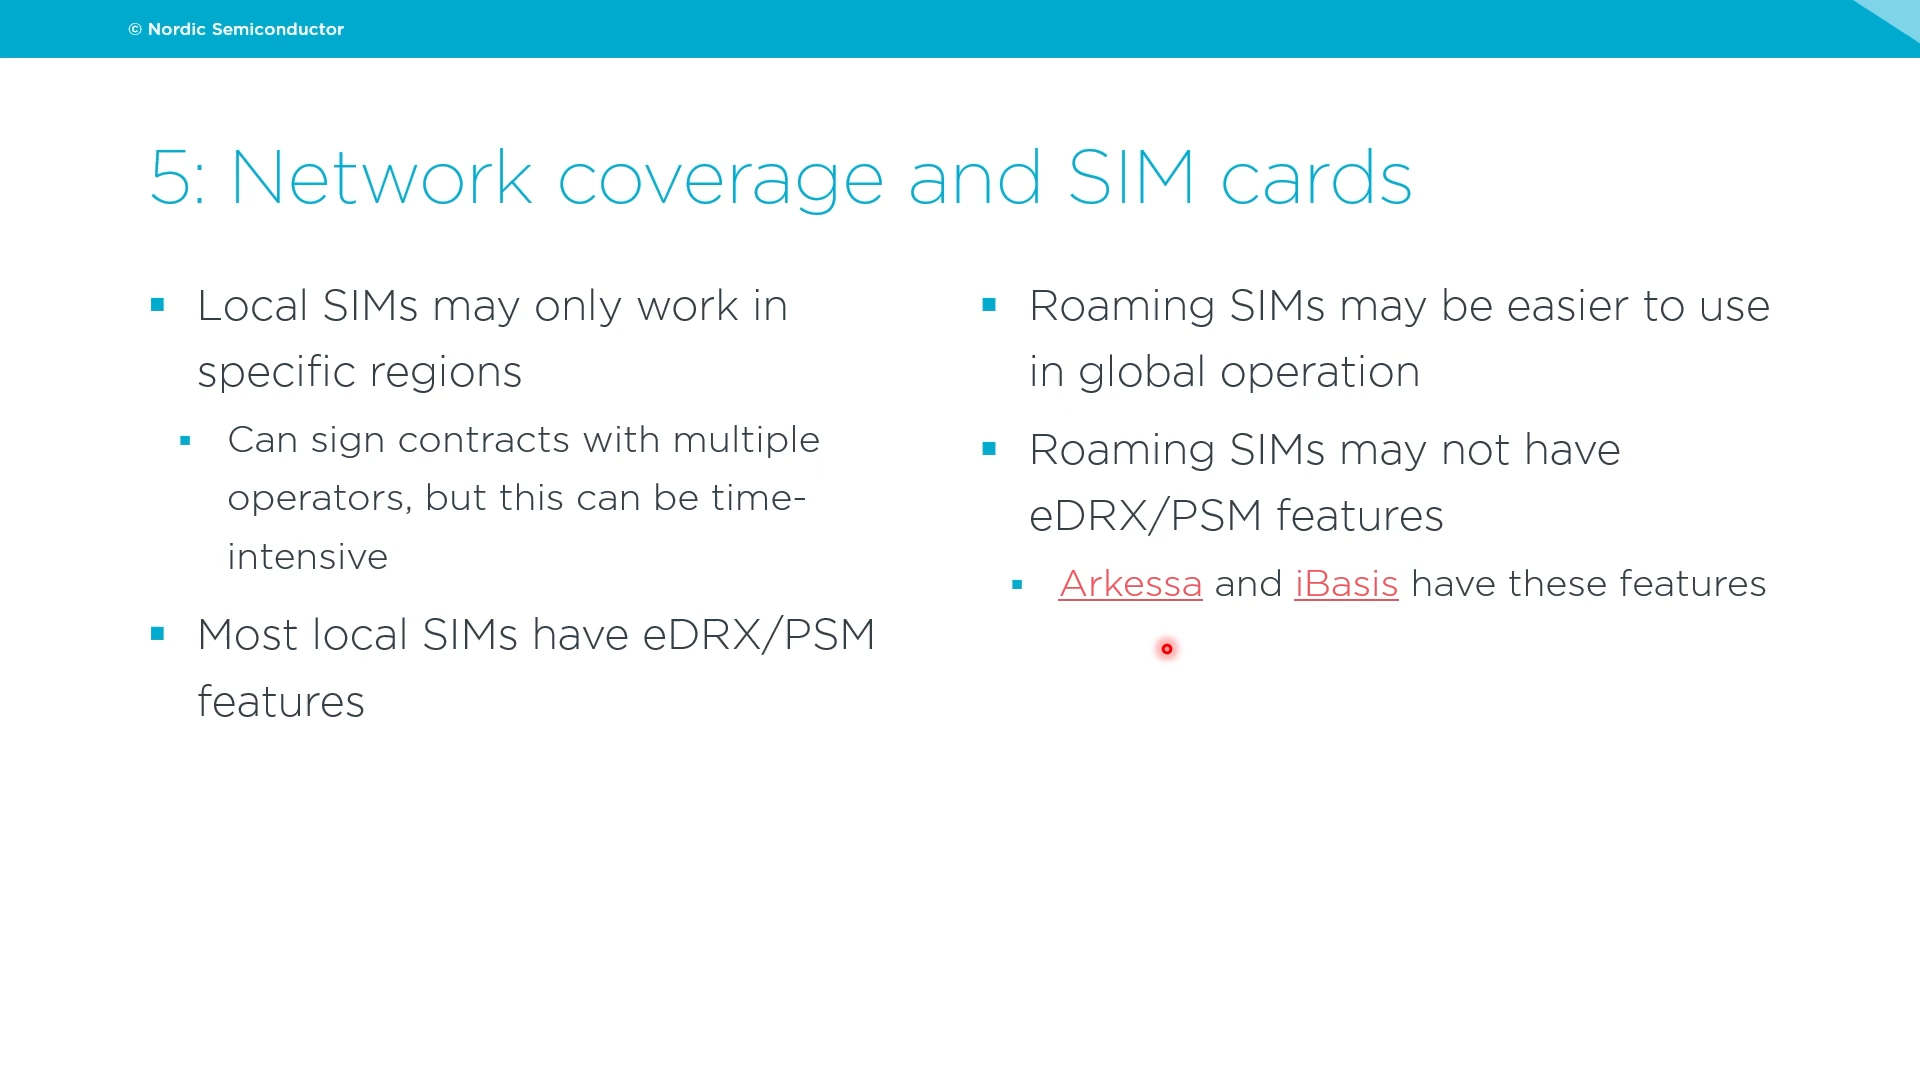 © Nordic Semiconductor
5: Network coverage and SIM cards
Local SIMs may only work in
specific regions
Can sign contracts with multiple
operators, but this can be time-
intensive
Most local SIMs have eDRX/PSM
features
Roaming SIMs may be easier to use
in global operation
Roaming SIMs may not have
eDRX/PSM features
Arkessa and iBasis have these features